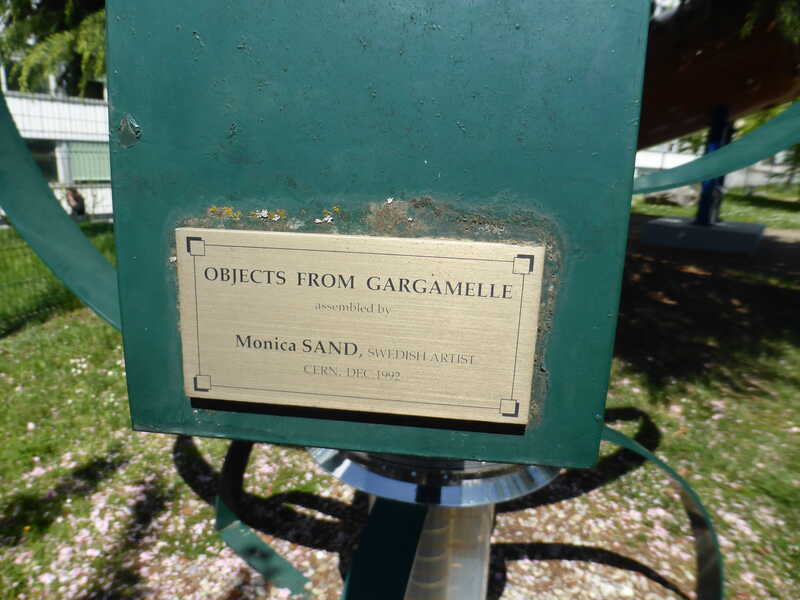 OBJECTS FROM GARGAMELLE
assembled by
Monica SAND, SWEDISH ARTIST
CERN, DEC 1992